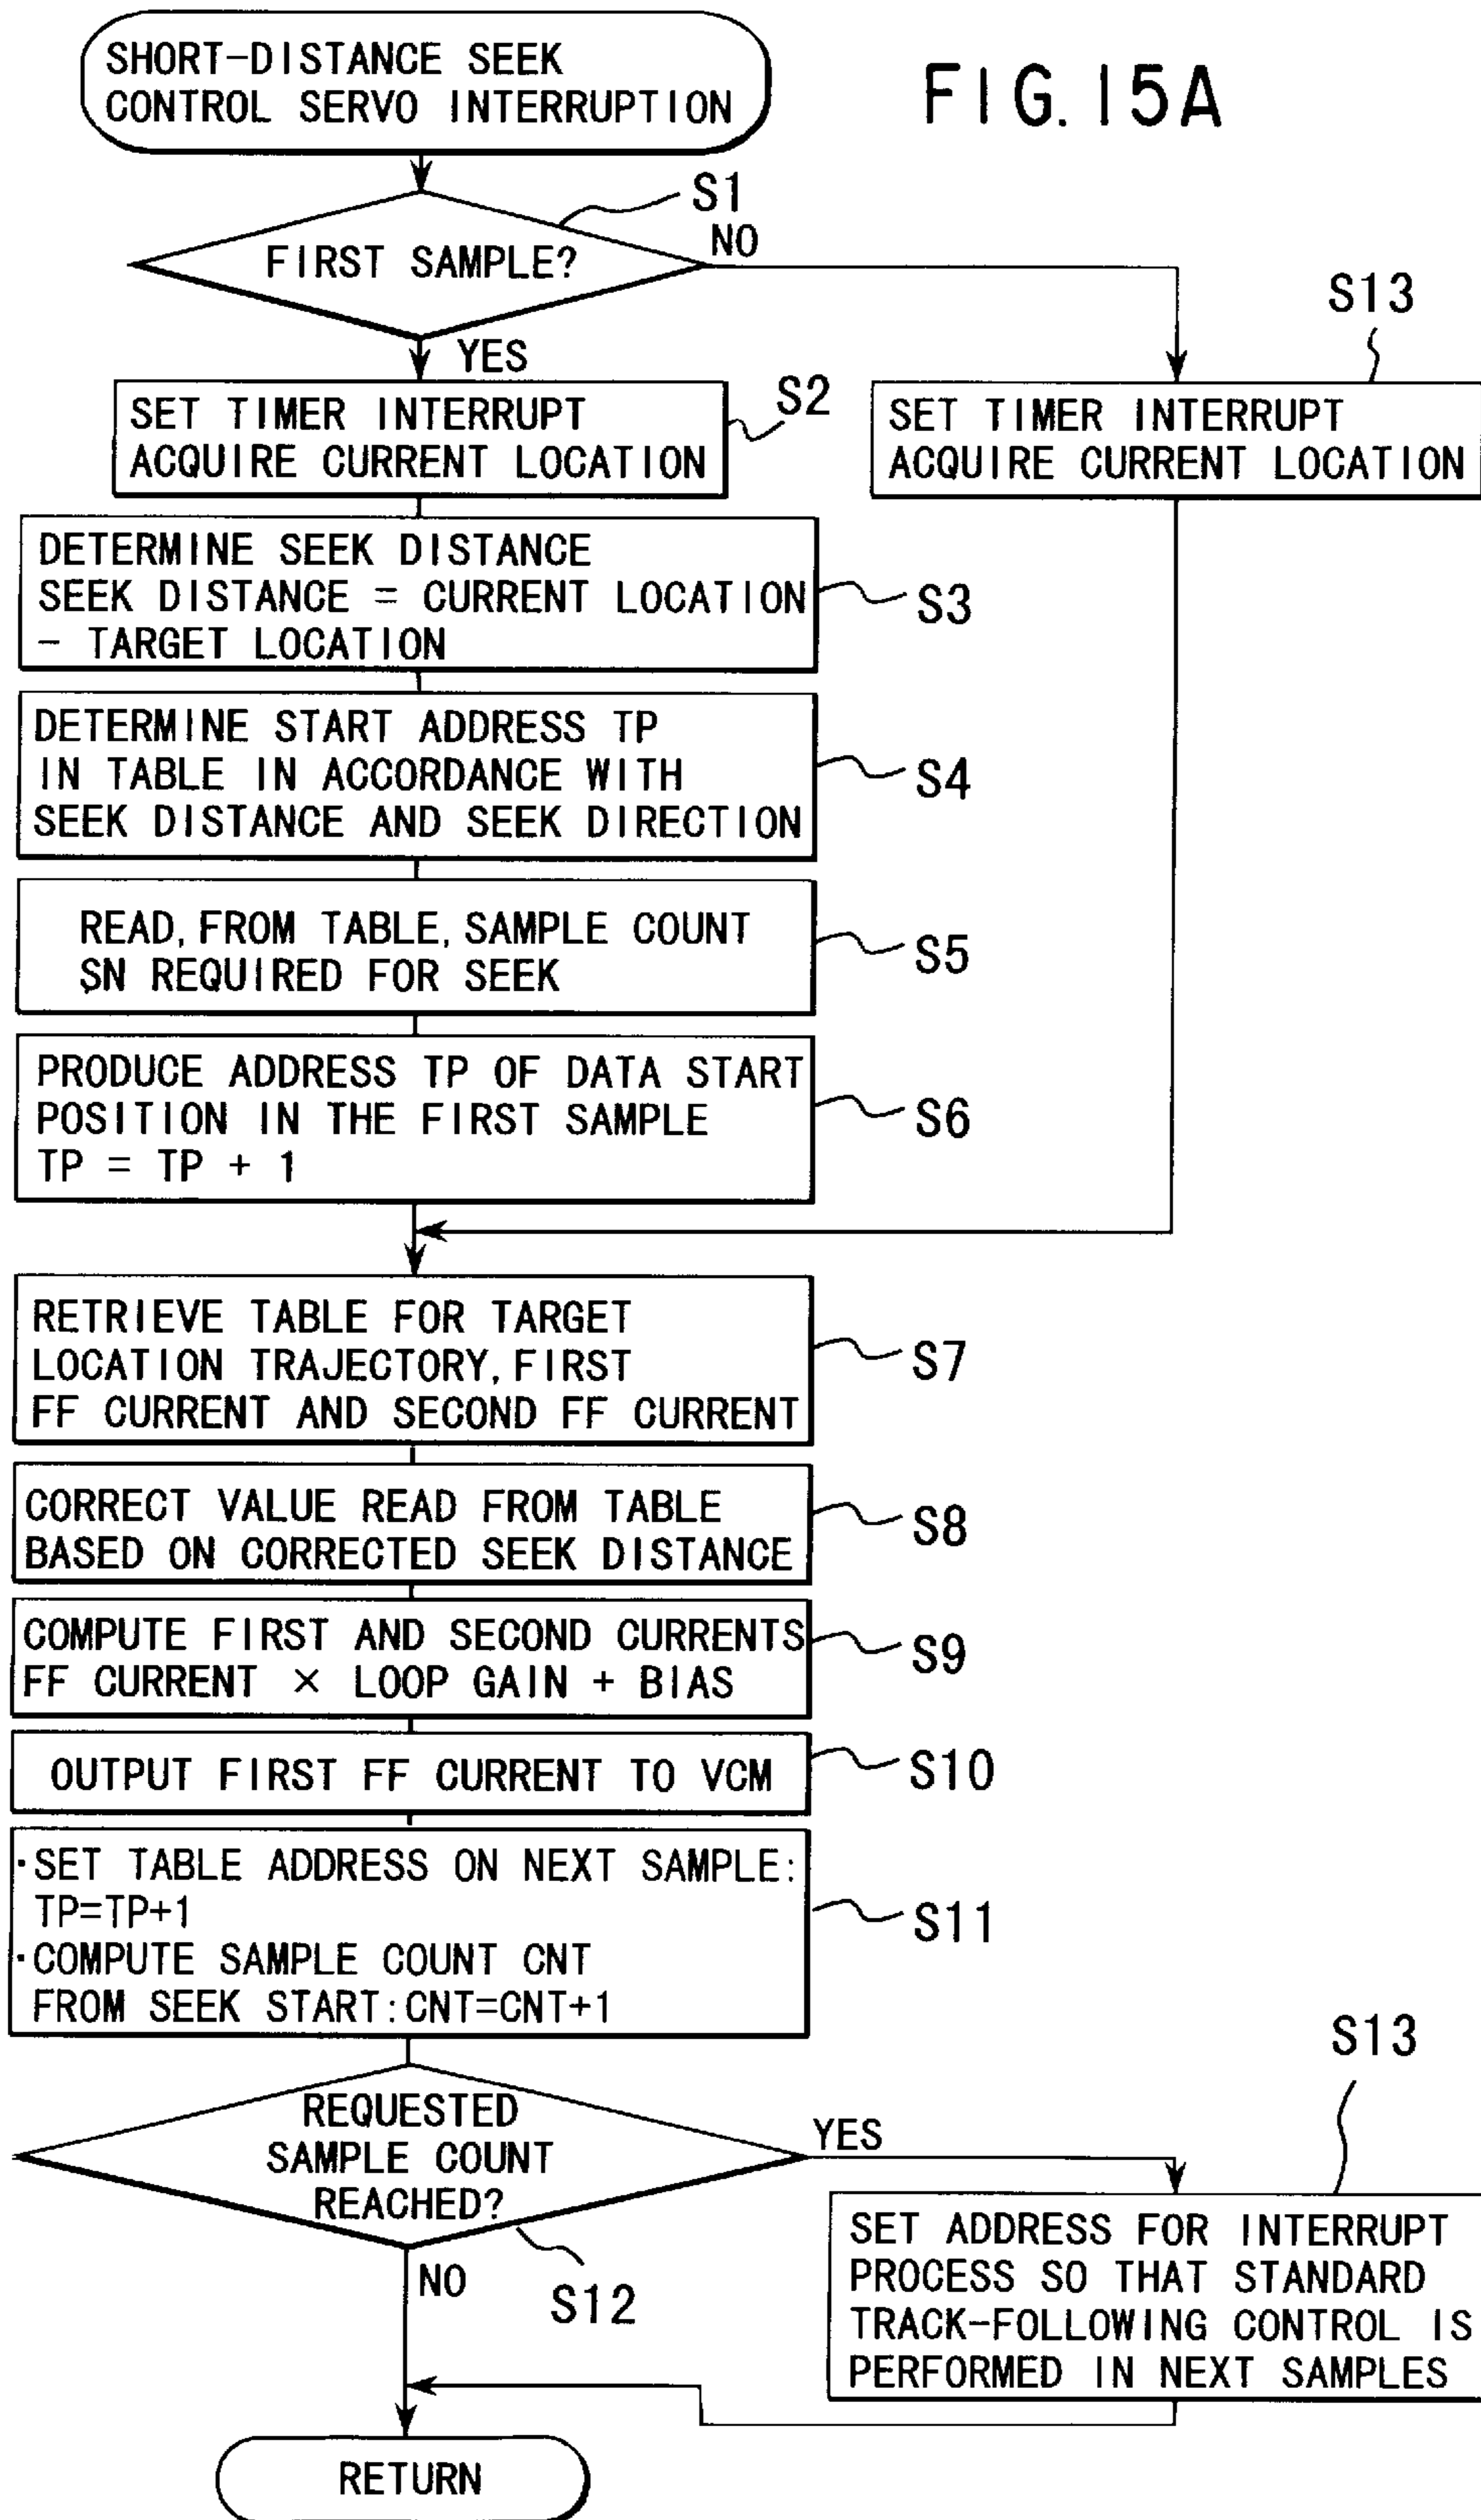 SHORT-DISTANCE SEEK
CONTROL SERVO INTERRUPTION
FIG. 15A
S1
FIRST SAMPLE?
NO
YES
S13
SET TIMER INTERRUPT
ACQUIRE CURRENT LOCATION
S2
SET TIMER INTERRUPT
ACQUIRE CURRENT LOCATION
DETERMINE SEEK DISTANCE
SEEK DISTANCE = CURRENT LOCATION
- TARGET LOCATION
S3
DETERMINE START ADDRESS TP
IN TABLE IN ACCORDANCE WITH
SEEK DISTANCE AND SEEK DIRECTION
S4
READ, FROM TABLE, SAMPLE COUNT
SN REQUIRED FOR SEEK
S5
PRODUCE ADDRESS TP OF DATA START
POSITION IN THE FIRST SAMPLE
TP = TP + 1
S6
RETRIEVE TABLE FOR TARGET
LOCATION TRAJECTORY, FIRST
FF CURRENT AND SECOND FF CURRENT
S7
CORRECT VALUE READ FROM TABLE
BASED ON CORRECTED SEEK DISTANCE
S8
COMPUTE FIRST AND SECOND CURRENTS
FF CURRENT × LOOP GAIN + BIAS
S9
OUTPUT FIRST FF CURRENT TO VCM
S10
·SET TABLE ADDRESS ON NEXT SAMPLE:
TP=TP+1
·COMPUTE SAMPLE COUNT CNT
FROM SEEK START:CNT=CNT+1
S11
REQUESTED
SAMPLE COUNT
REACHED?
YES
NO
S12
S13
SET ADDRESS FOR INTERRUPT
PROCESS SO THAT STANDARD
TRACK-FOLLOWING CONTROL IS
PERFORMED IN NEXT SAMPLES
RETURN